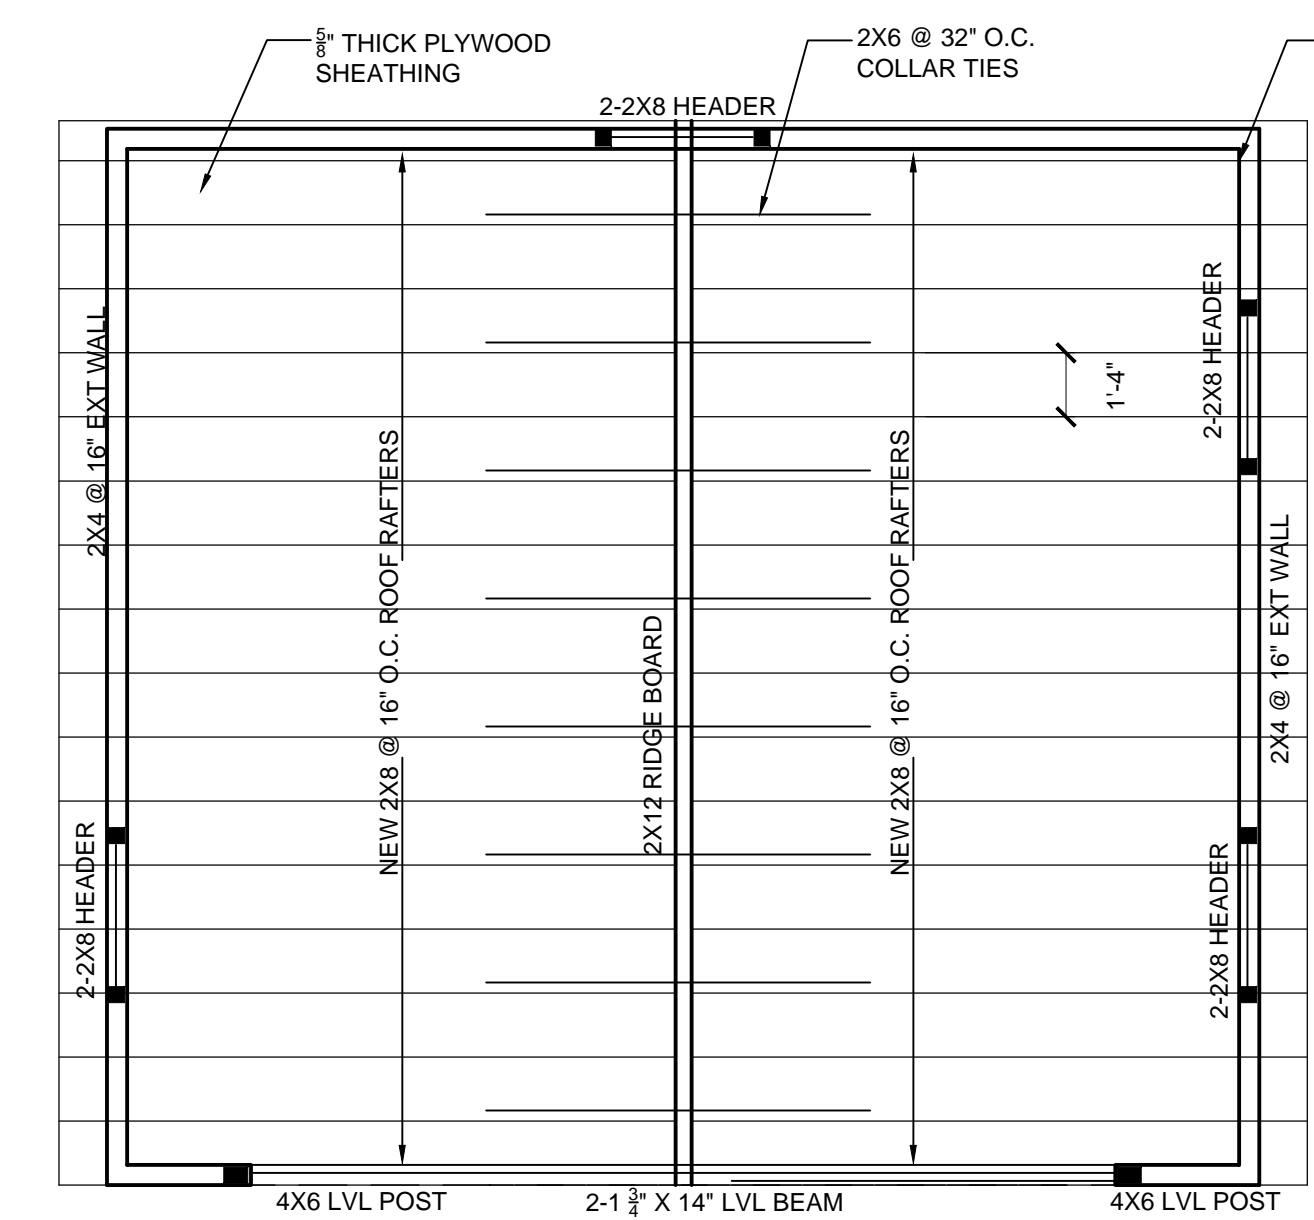 5/8" THICK PLYWOOD
SHEATHING
2X6 @ 32" O.C.
COLLAR TIES
2-2X8 HEADER
2X4 @ 16" EXT WALL
2-2X8 HEADER
1'-4"
NEW 2X8 @ 16" O.C. ROOF RAFTERS
NEW 2X8 @ 16" O.C. ROOF RAFTERS
2X12 RIDGE BOARD
2X4 @ 16" EXT WALL
2-2X8 HEADER
2-2X8 HEADER
4X6 LVL POST
2-1 3/4" X 14" LVL BEAM
4X6 LVL POST